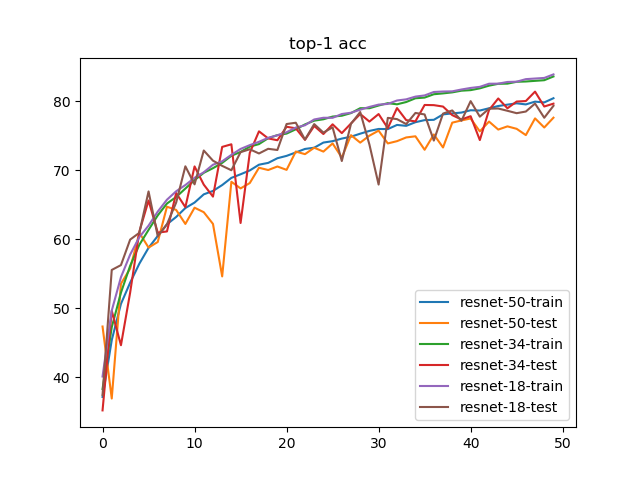 top-1 acc
80
70
60
50
40
0
10
20
30
40
50
resnet-50-train
resnet-50-test
resnet-34-train
resnet-34-test
resnet-18-train
resnet-18-test